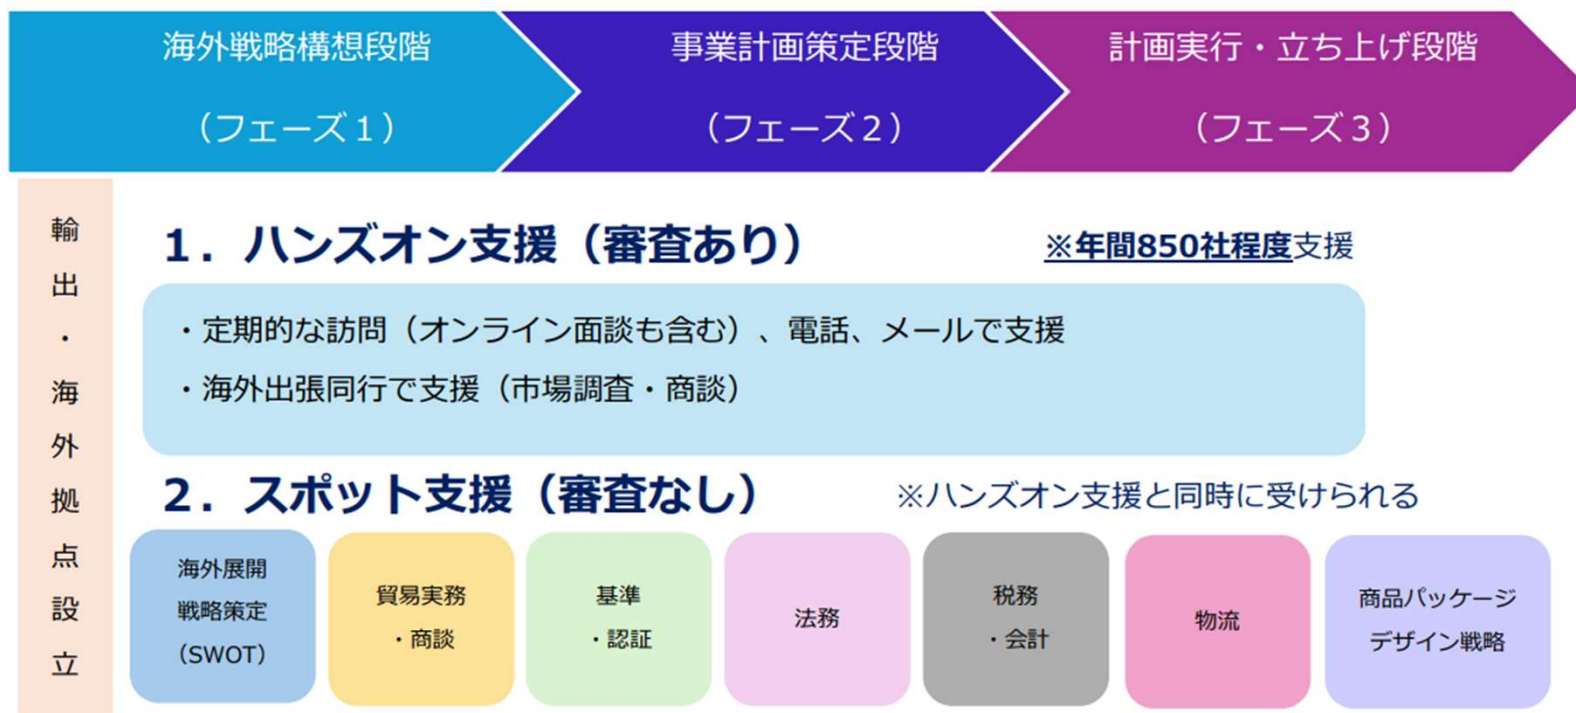 海外戦略構想段階
（フェーズ１）
事業計画策定段階
（フェーズ２）
計画実行・立ち上げ段階
（フェーズ３）
輸出・海外拠点設立
１．ハンズオン支援（審査あり）
※年間850社程度支援
・定期的な訪問（オンライン面談も含む）、電話、メールで支援
・海外出張同行で支援（市場調査・商談）
２．スポット支援（審査なし）
※ハンズオン支援と同時に受けられる
海外展開
戦略策定
（SWOT）
貿易実務
・商談
基準
・認証
法務
税務
・会計
物流
商品パッケージ
デザイン戦略